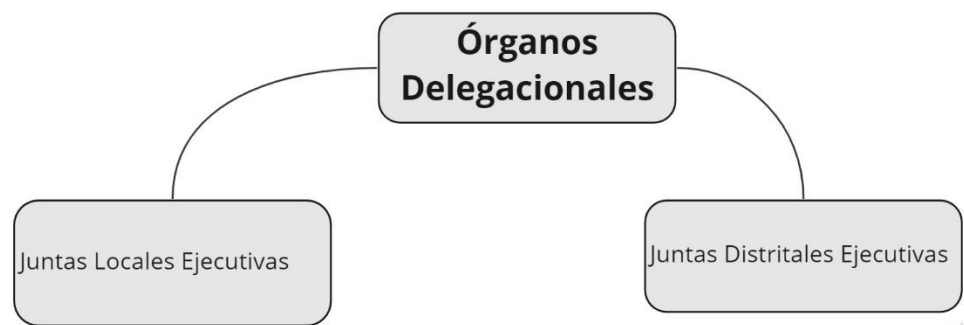 Órganos
Delegacionales
Juntas Locales Ejecutivas
Juntas Distritales Ejecutivas